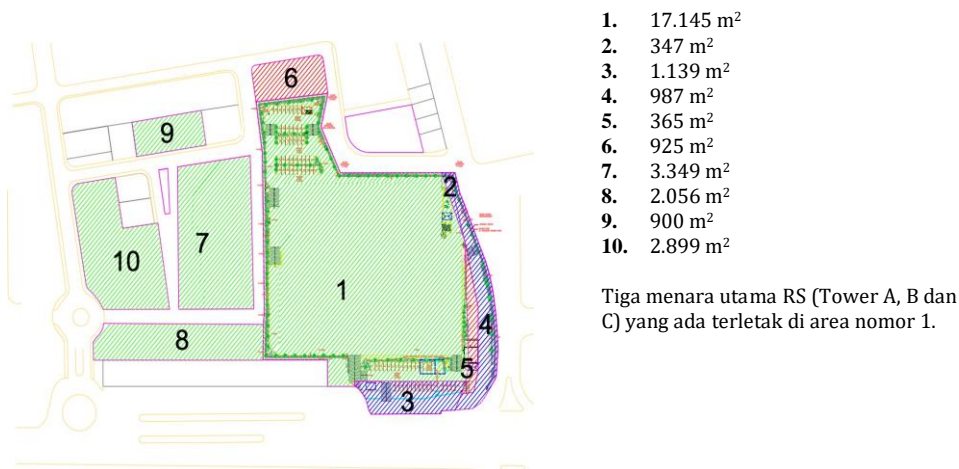 1. 17.145 m²
2. 347 m²
3. 1.139 m²
4. 987 m²
5. 365 m²
6. 925 m²
7. 3.349 m²
8. 2.056 m²
9. 900 m²
10. 2.899 m²
Tiga menara utama RS (Tower A, B dan
C) yang ada terletak di area nomor 1.
6
9
2
7
10
1
4
8
5
3